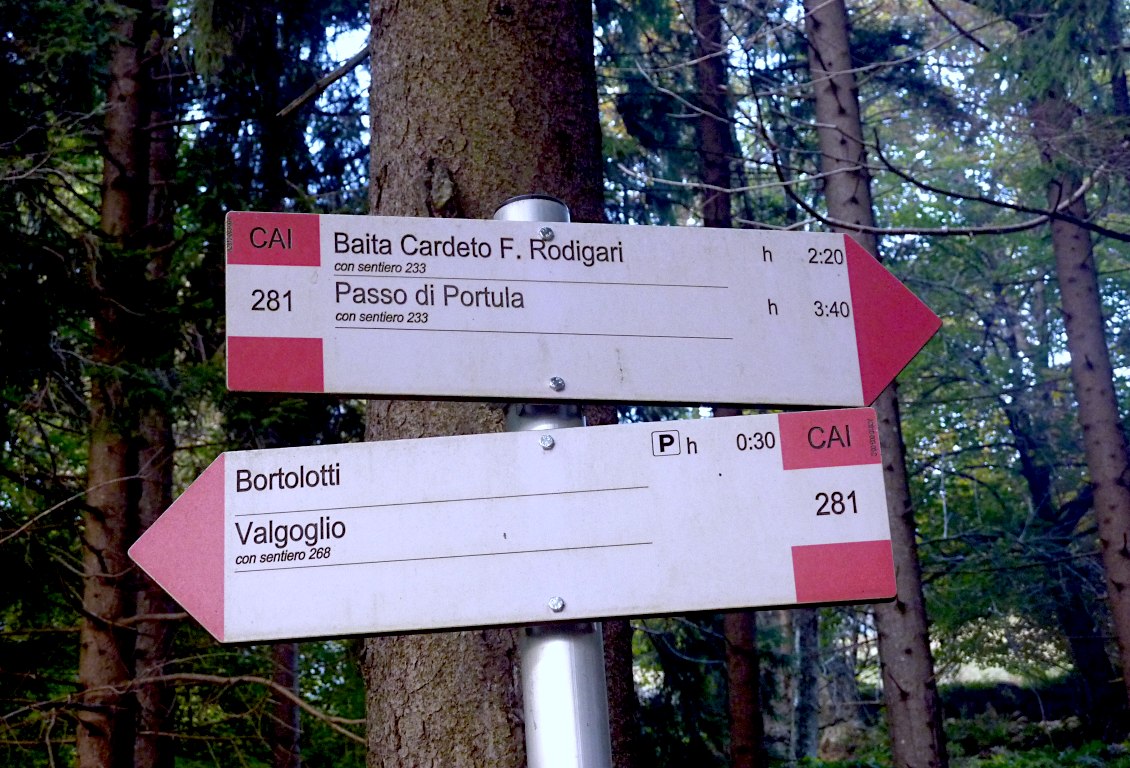 CAI
281
Baita Cardeto F. Rodigari h 2:20
con sentiero 233
Passo di Portula h 3:40
con sentiero 233
Bortolotti P h 0:30
Valgoglio
con sentiero 268
CAI
281